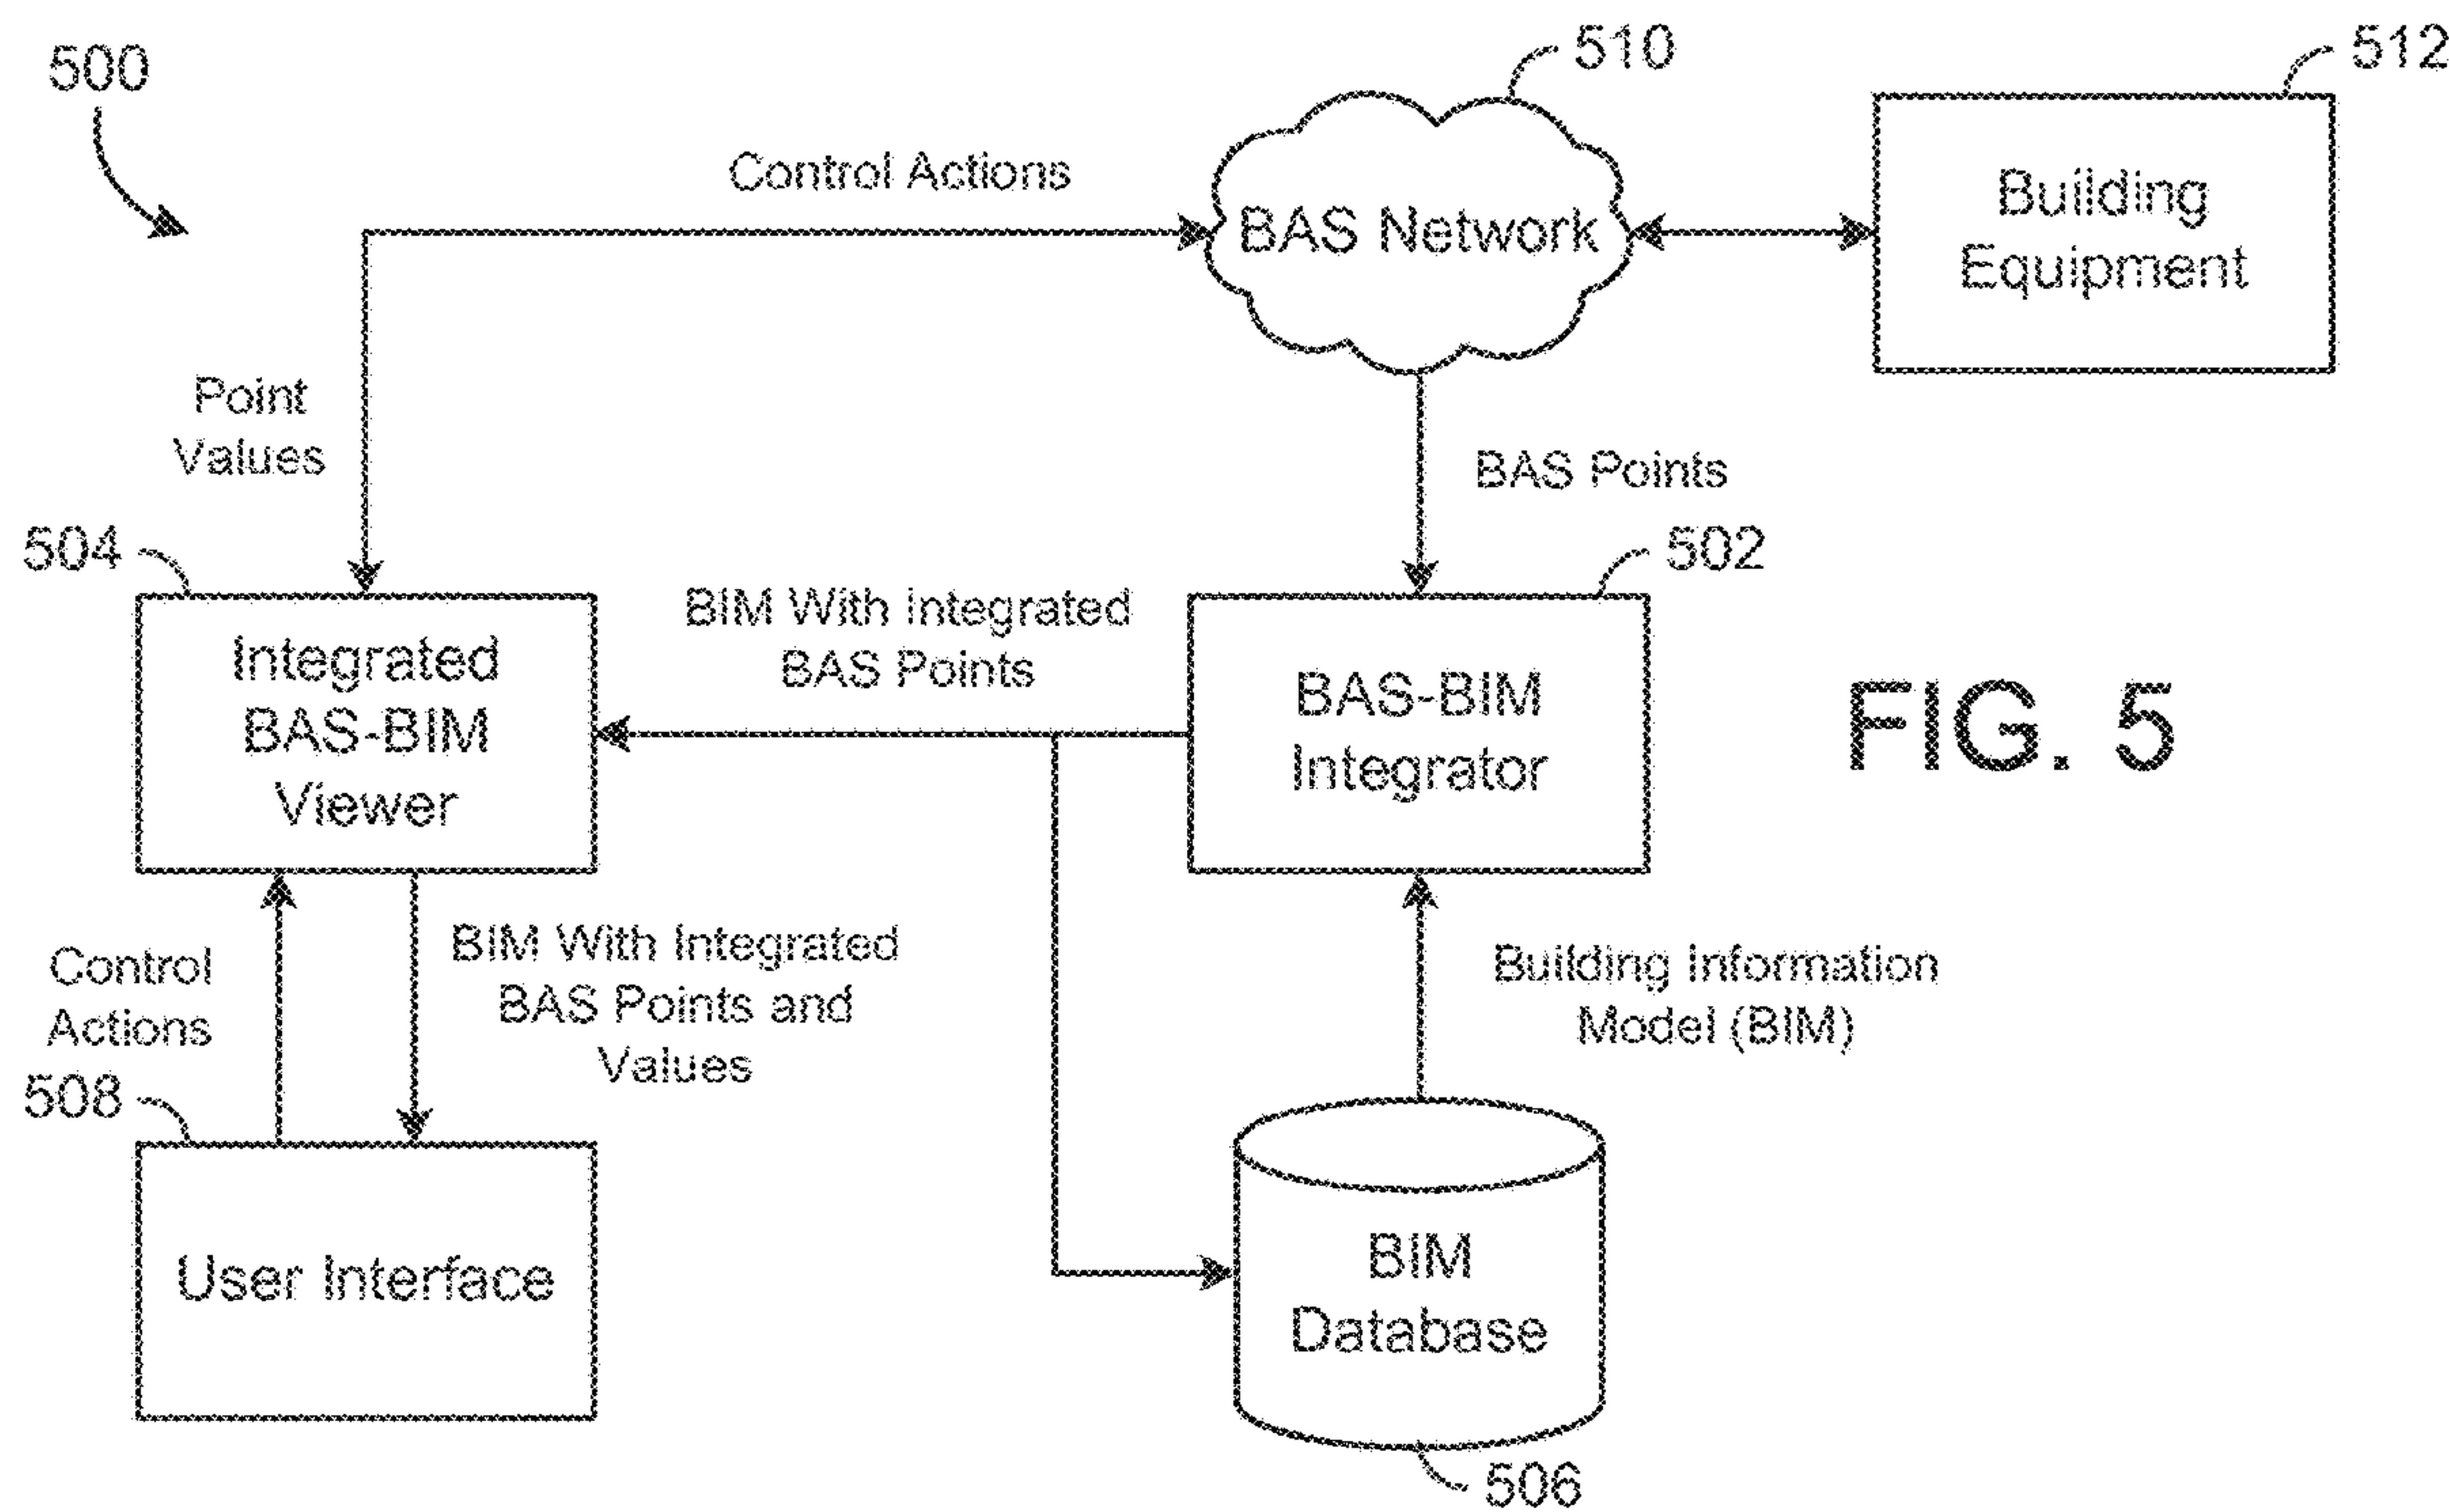 500
510
512
Control Actions
BAS Network
Building
Equipment
Point
Values
BAS Points
504
502
BIM With Integrated
BAS Points
Integrated
BAS-BIM
Viewer
BAS-BIM
Integrator
FIG. 5
Control
Actions
BIM With Integrated
BAS Points and
Values
Building Information
Model (BIM)
508
User Interface
BIM
Database
506